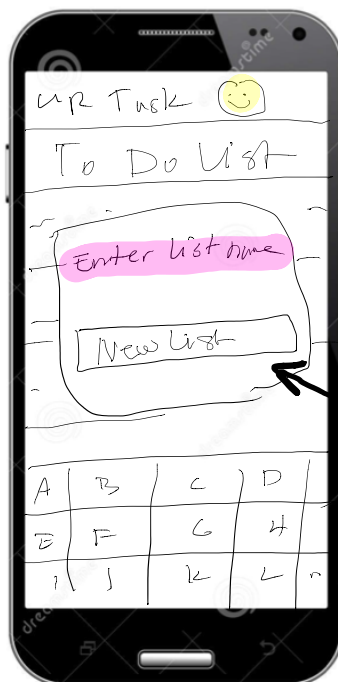 UR Task
To Do List
Enter list name
New List
A B C D
E F G H
I J K L